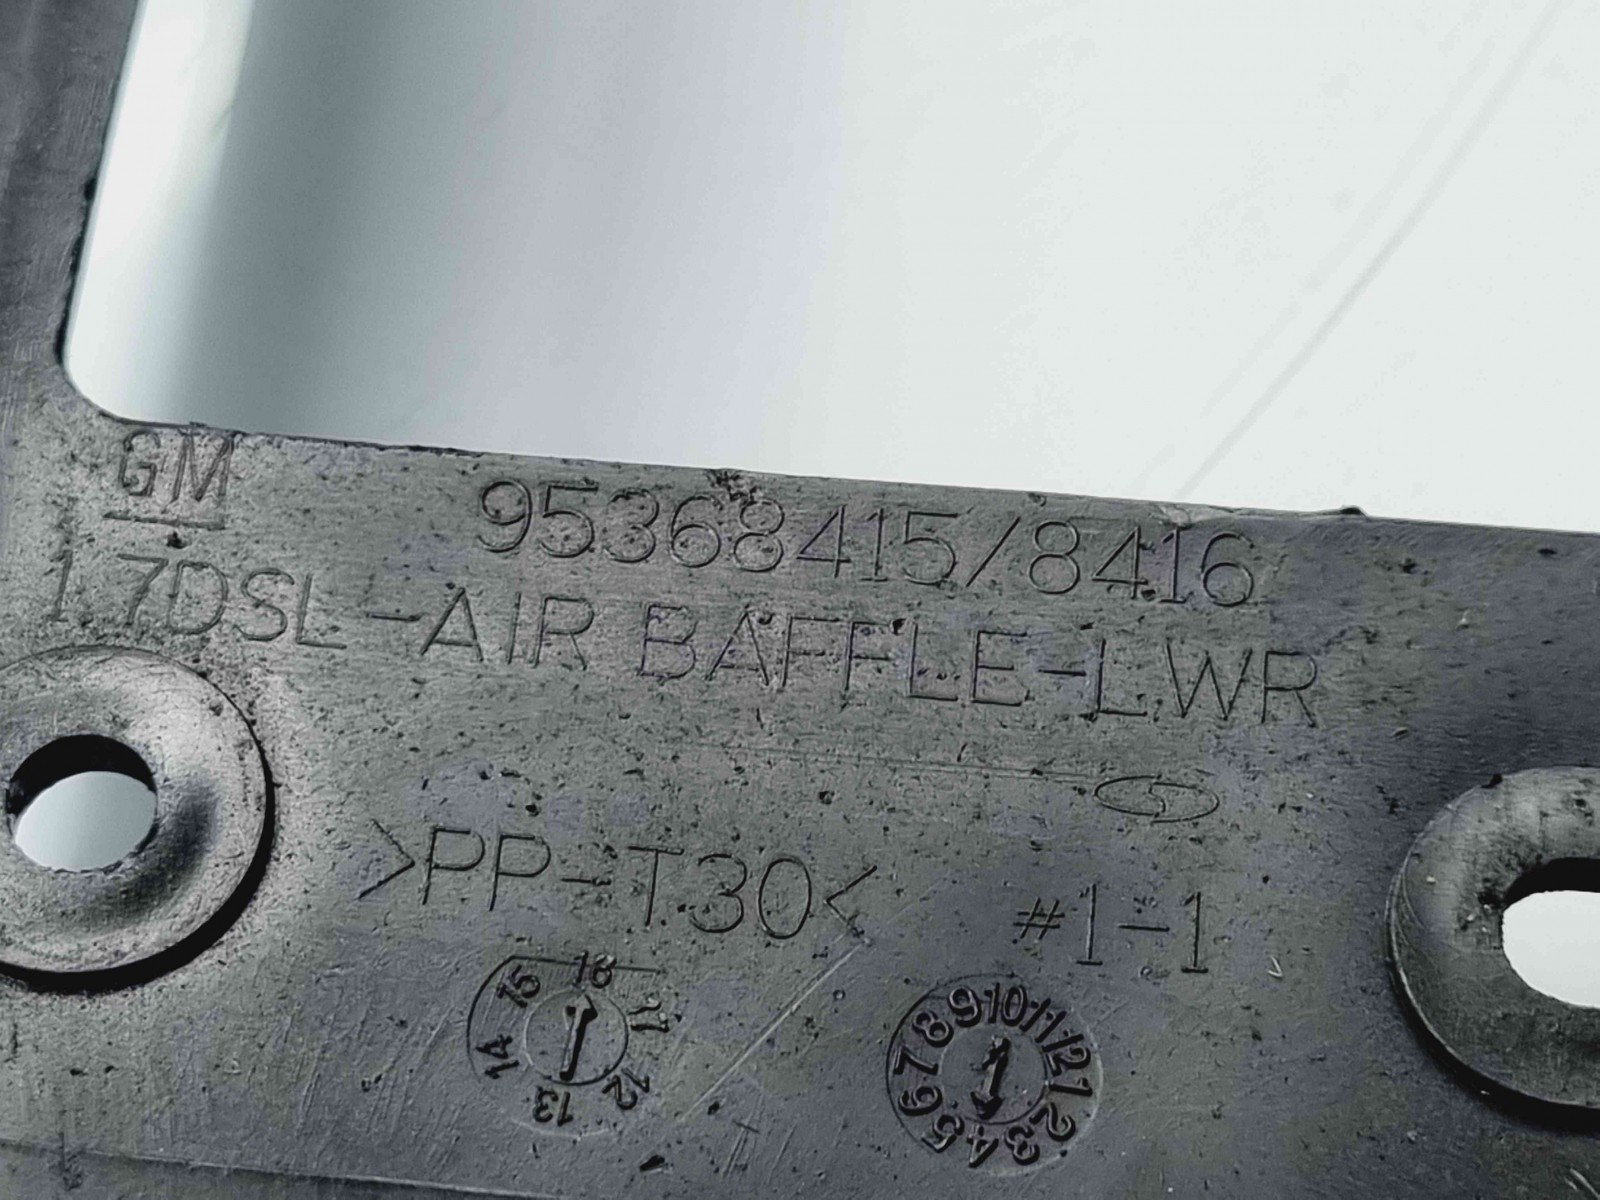 GM
95368415/8416
1.7DSL-AIR BAFFLE-LWR
>PP-T30<
#1-1
11 12 13 14 15 16
1 2 3 4 5 6 7 8 9 10 11 12